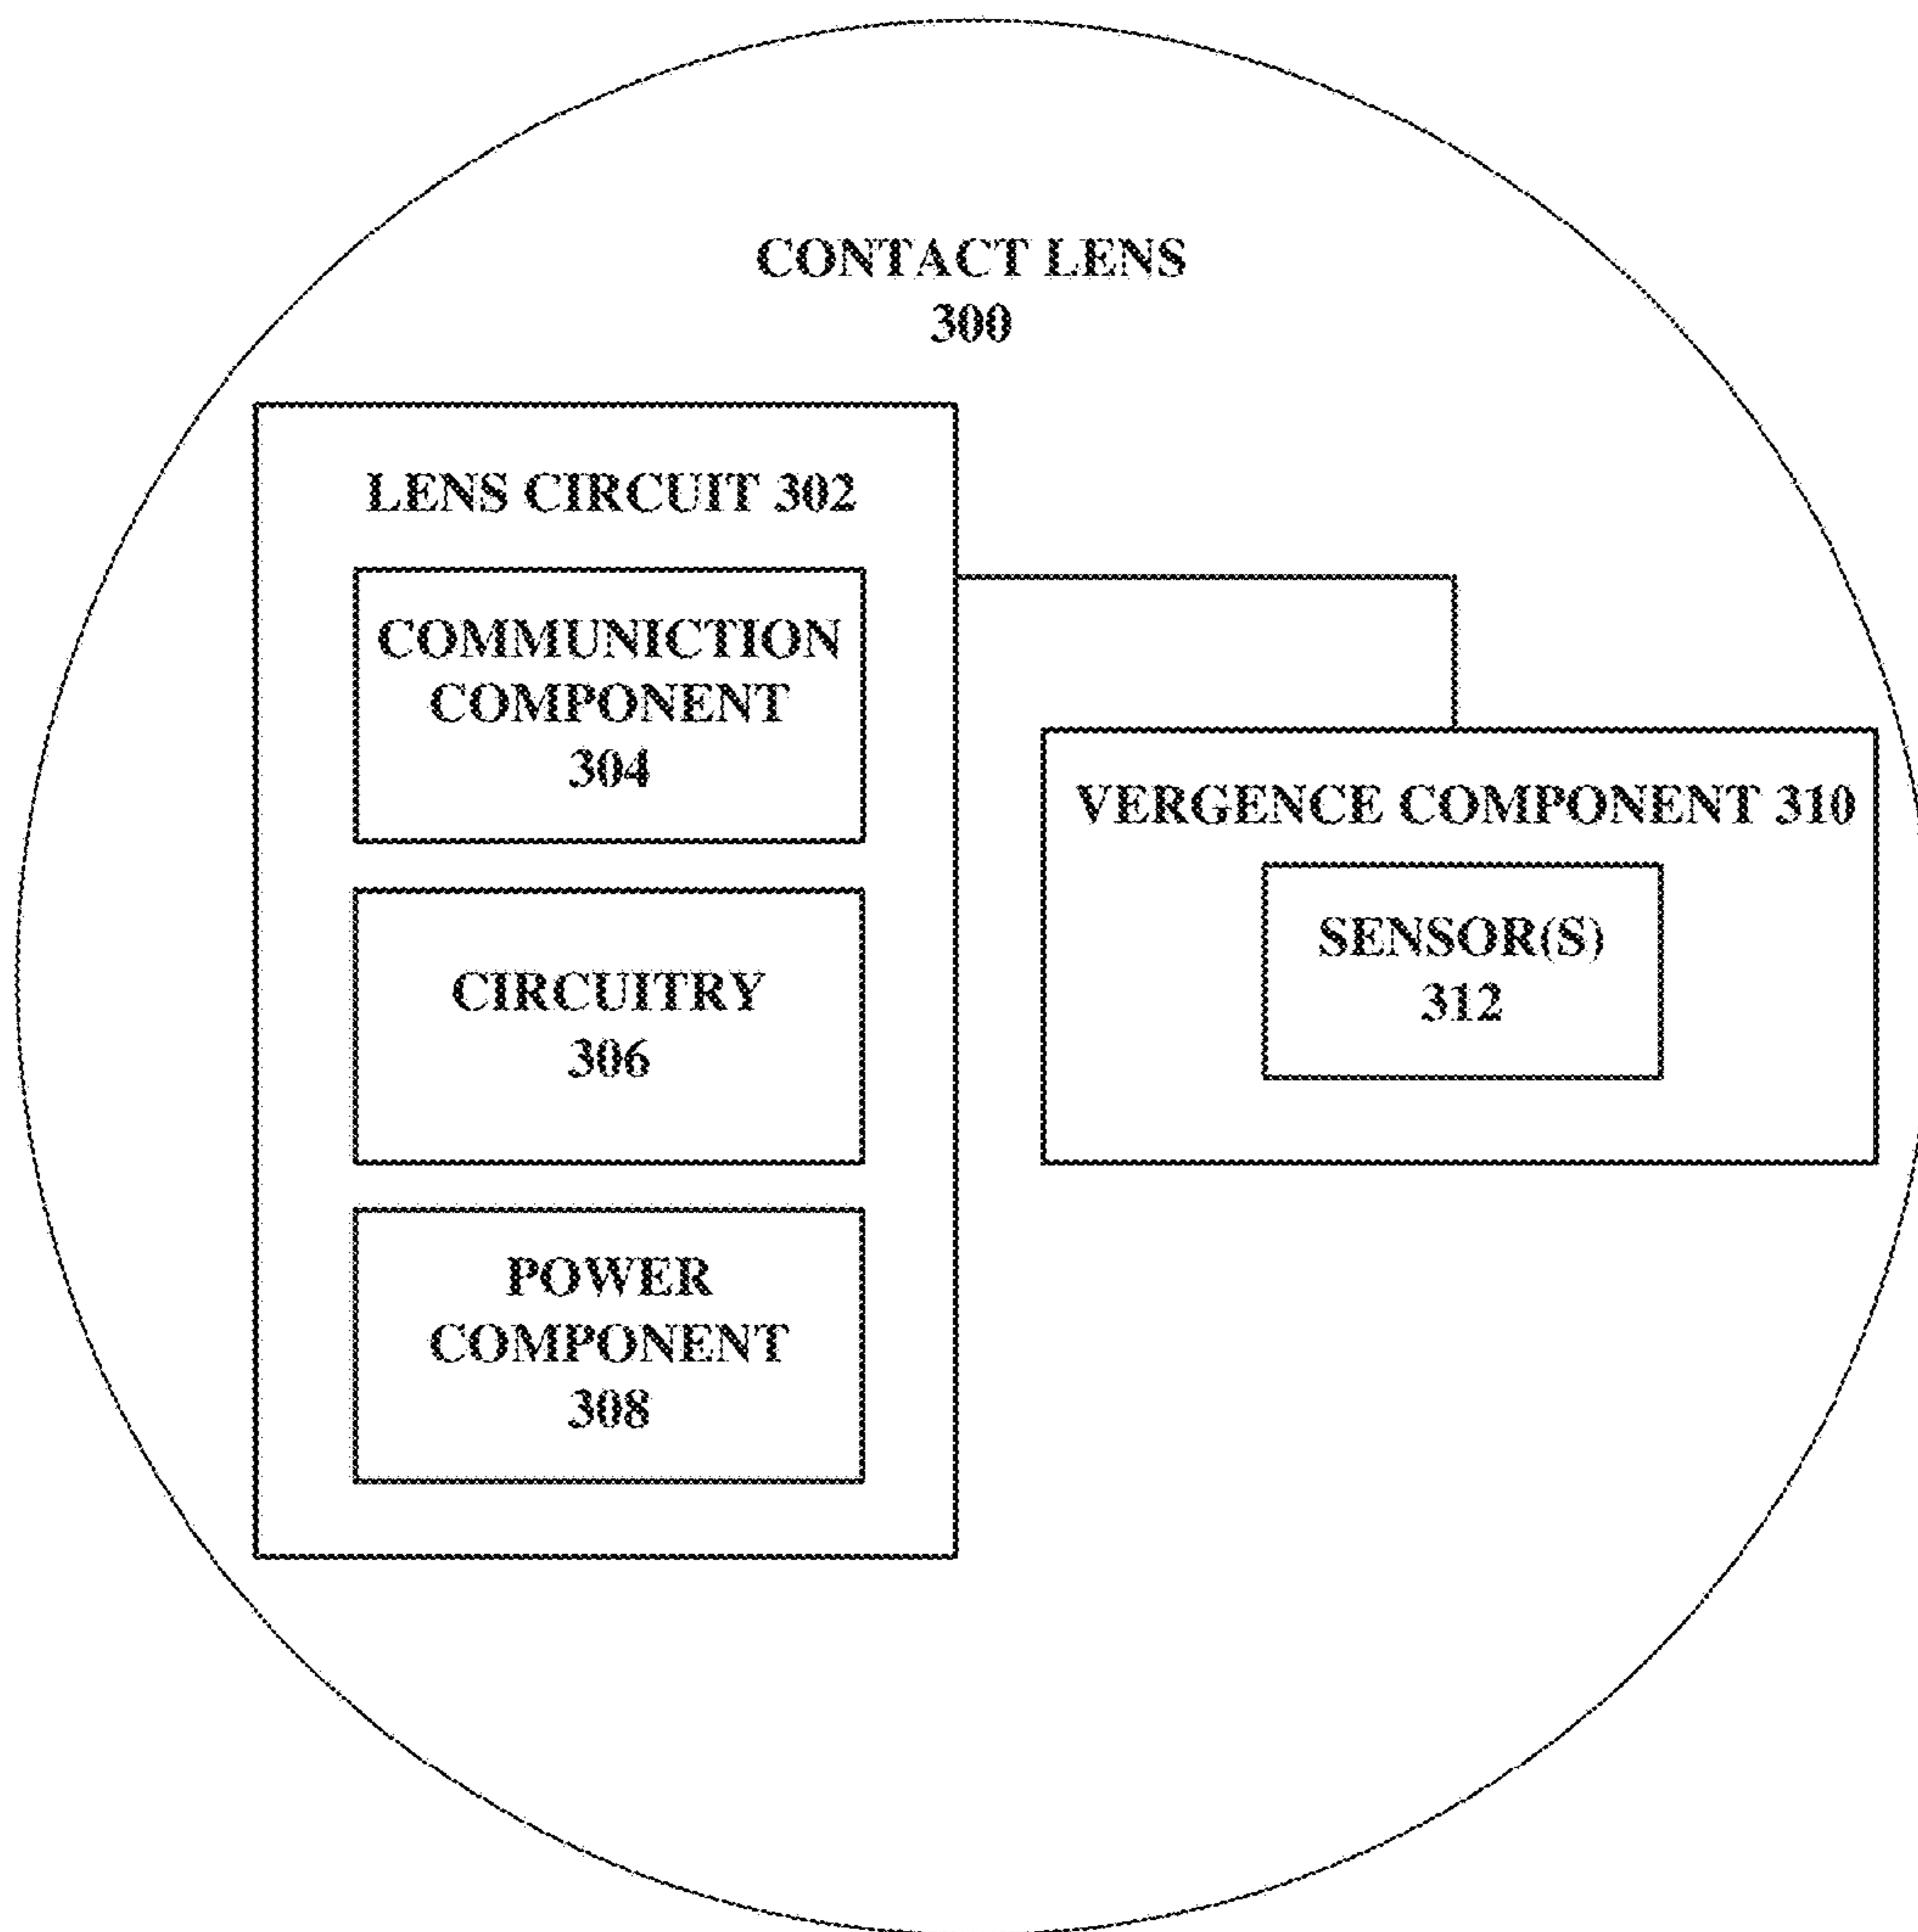 CONTACT LENS
300
LENS CIRCUIT 302
COMMUNICTION
COMPONENT
304
CIRCUITRY
306
POWER
COMPONENT
308
VERGENCE COMPONENT 310
SENSOR(S)
312